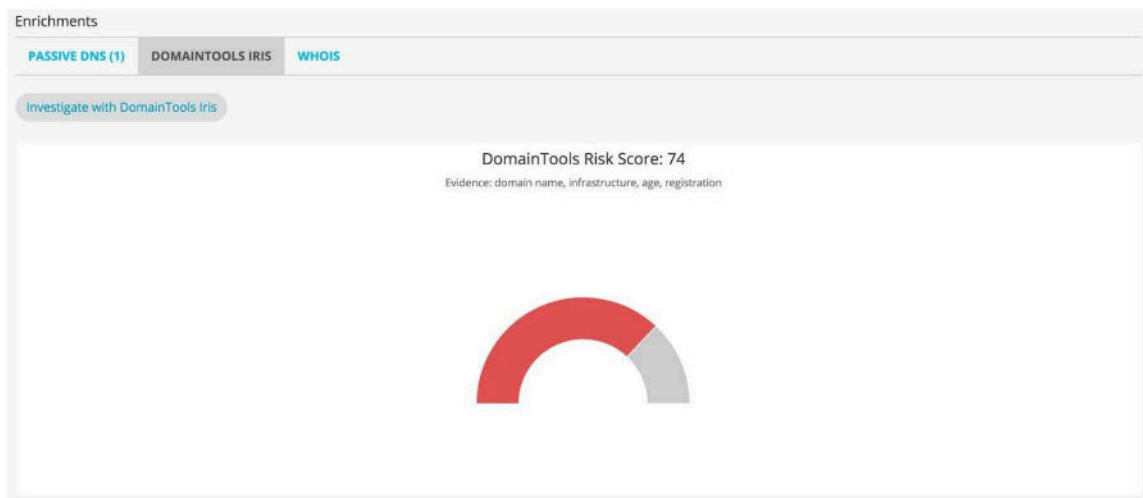 Enrichments
PASSIVE DNS (1) DOMAINTOOLS IRIS WHOIS
Investigate with DomainTools Iris
DomainTools Risk Score: 74
Evidence: domain name, infrastructure, age, registration